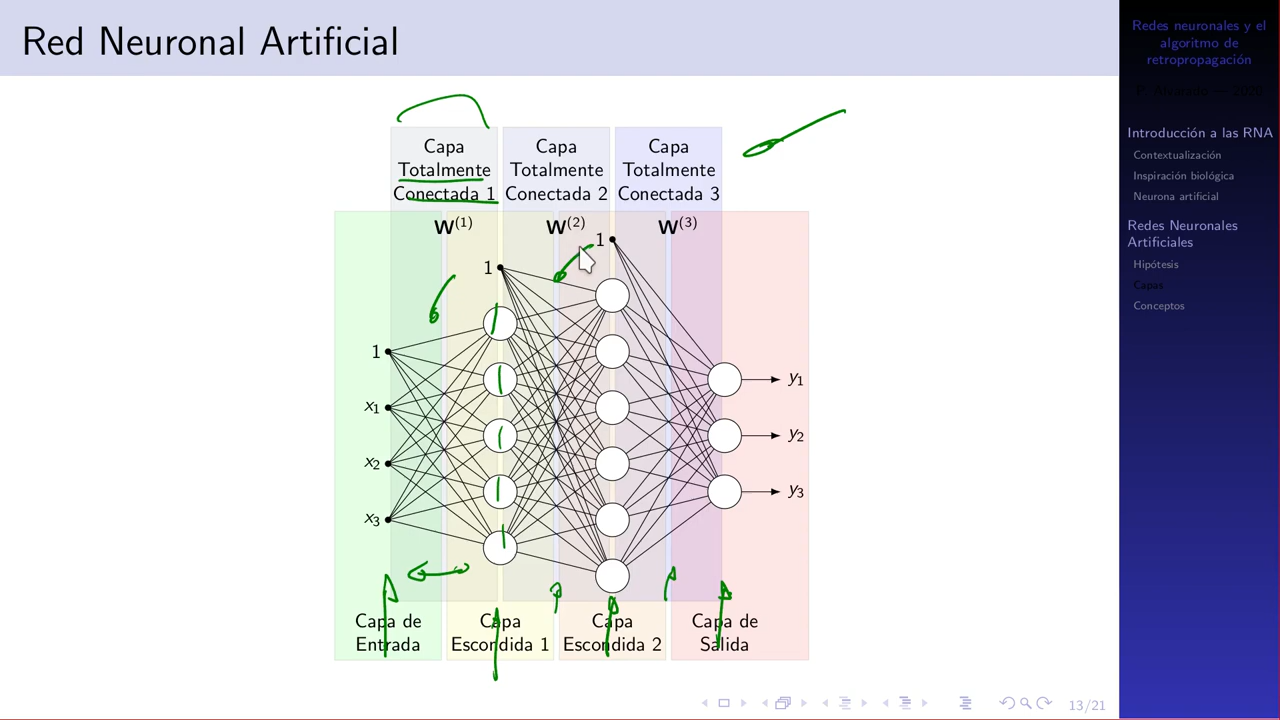 Red Neuronal Artificial
Capa
Totalmente
Conectada 1
Capa
Totalmente
Conectada 2
Capa
Totalmente
Conectada 3
W(1)
W(2)
W(3)
1
1
1
x1
x2
x3
y1
y2
y3
Capa de
Entrada
Capa
Escondida 1
Capa
Escondida 2
Capa de
Salida
Redes neuronales y el
algoritmo de
retropropagación
P. Alvarado — 2020
Introducción a las RNA
Contextualización
Inspiración biológica
Neurona artificial
Redes Neuronales
Artificiales
Hipótesis
Capas
Conceptos
13/21